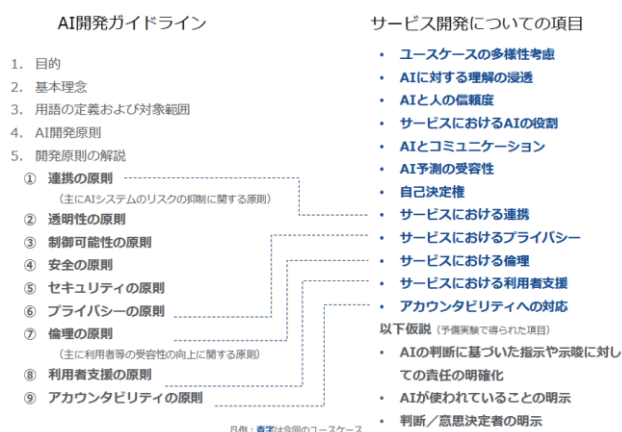 AI開発ガイドライン
1. 目的
2. 基本理念
3. 用語の定義および対象範囲
4. AI開発原則
5. 開発原則の解説
① 連携の原則
（主にAIシステムのリスクの抑制に関する原則）
② 透明性の原則
③ 制御可能性の原則
④ 安全の原則
⑤ セキュリティの原則
⑥ プライバシーの原則
⑦ 倫理の原則
（主に利用者等の受容性の向上に関する原則）
⑧ 利用者支援の原則
⑨ アカウンタビリティの原則
サービス開発についての項目
• ユースケースの多様性考慮
• AIに対する理解の浸透
• AIと人の信頼度
• サービスにおけるAIの役割
• AIとコミュニケーション
• AI予測の受容性
• 自己決定権
• サービスにおける連携
• サービスにおけるプライバシー
• サービスにおける倫理
• サービスにおける利用者支援
• アカウンタビリティへの対応
以下仮説（予備実験で得られた項目）
• AIの判断に基づいた指示や示唆に対し
ての責任の明確化
• AIが使われていることの明示
• 判断／意思決定者の明示
凡例：青字は今回のユースケース